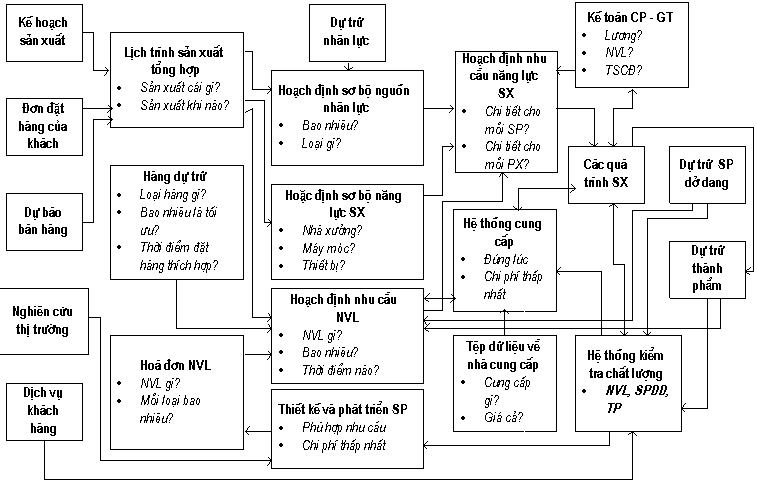 Kế hoạch
sản xuất
Đơn đặt
hàng của
khách
Dự báo
bán hàng
Nghiên cứu
thị trường
Dịch vụ
khách
hàng
Lịch trình sản xuất
tổng hợp
• Sản xuất cái gì?
• Sản xuất khi nào?
Hàng dự trữ
• Loại hàng gì?
• Bao nhiêu là tối
ưu?
• Thời điểm đặt
hàng thích hợp?
Hoá đơn NVL
• NVL gì?
• Mỗi loại bao
nhiêu?
Dự trữ
nhân lực
Hoạch định sơ bộ nguồn
nhân lực
• Bao nhiêu?
• Loại gì?
Hoặc định sơ bộ năng
lực SX
• Nhà xưởng?
• Máy móc?
• Thiết bị?
Hoạch định nhu cầu
NVL
• NVL gì?
• Bao nhiêu?
• Thời điểm nào?
Thiết kế và phát triển SP
• Phù hợp nhu cầu
• Chi phí thấp nhất
Hoạch định nhu
cầu năng lực
SX
• Chi tiết cho
mỗi SP?
• Chi tiết cho
mỗi PX?
Hệ thống cung
cấp
• Đúng lúc
• Chi phí thấp
nhất
Tệp dữ liệu về
nhà cung cấp
• Cung cấp
gì?
• Giá cả?
Kế toán CP - GT
• Lương?
• NVL?
• TSCĐ?
Các quá
trình SX
Dự trữ SP
dở dang
Dự trữ
thành
phẩm
Hệ thống kiểm
tra chất lượng
• NVL, SPDD,
TP